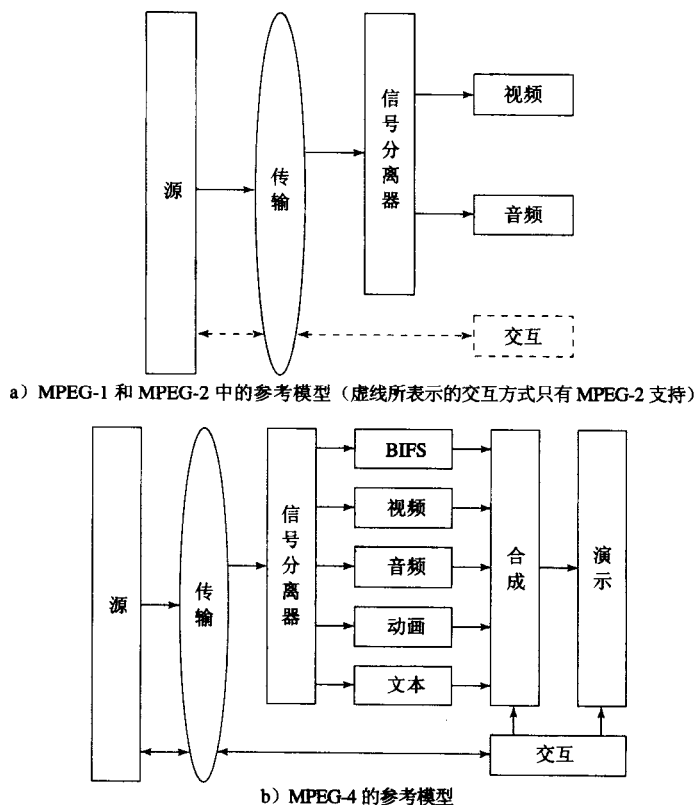 源
传输
信号分离器
视频
音频
交互
a）MPEG-1 和 MPEG-2 中的参考模型（虚线所表示的交互方式只有 MPEG-2 支持）
源
传输
信号分离器
BIFS
视频
音频
动画
文本
合成
演示
交互
b）MPEG-4 的参考模型